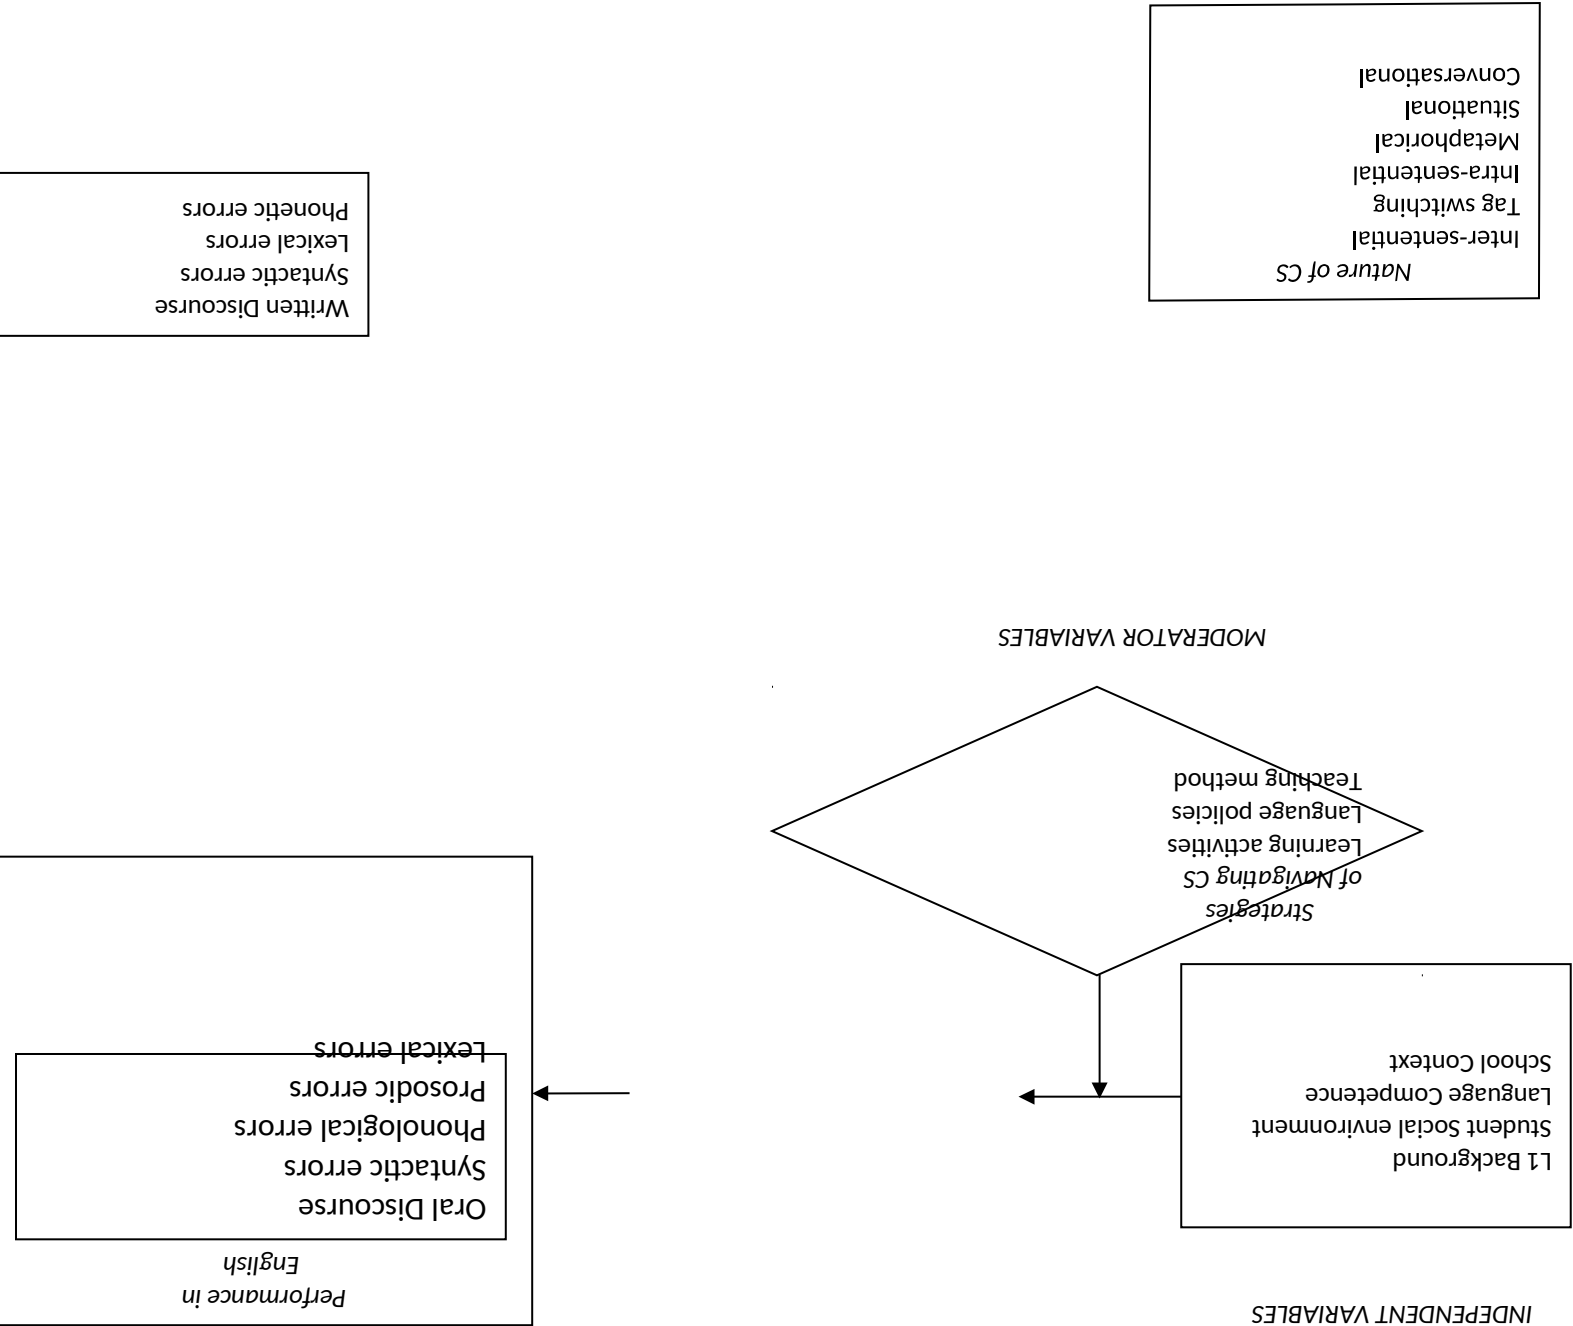 INDEPENDENT VARIABLES
Performance in
English
Oral Discourse
Syntactic errors
Phonological errors
Prosodic errors
Lexical errors
L1 Background
Student Social environment
Language Competence
School Context
Strategies
of Navigating CS
Learning activities
Language policies
Teaching method
MODERATOR VARIABLES
Written Discourse
Syntactic errors
Lexical errors
Phonetic errors
Nature of CS
Inter-sentential
Tag switching
Intra-sentential
Metaphorical
Situational
Conversational